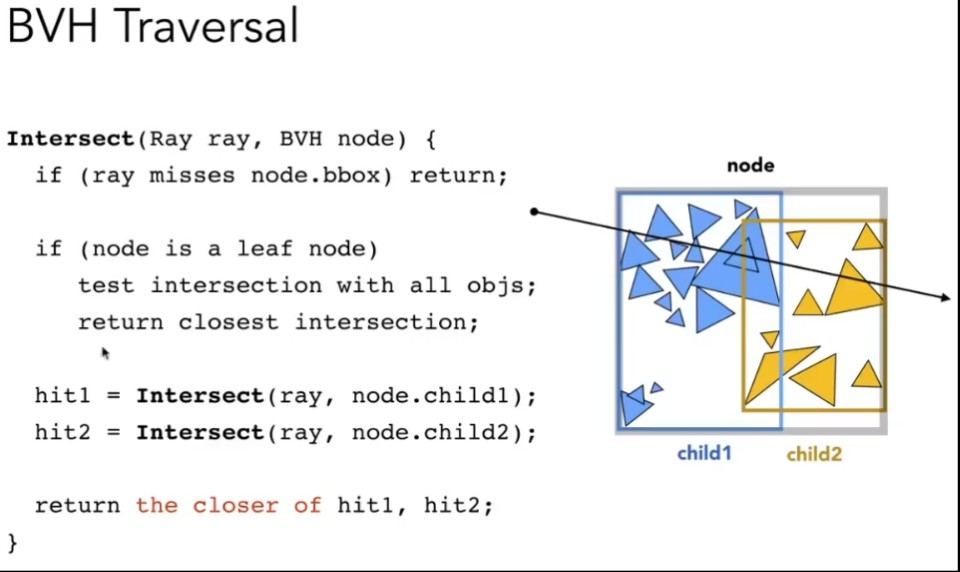 BVH Traversal
Intersect(Ray ray, BVH node) {
if (ray misses node.bbox) return;
if (node is a leaf node)
test intersection with all objs;
return closest intersection;
hit1 = Intersect(ray, node.child1);
hit2 = Intersect(ray, node.child2);
return the closer of hit1, hit2;
}
node
child1
child2